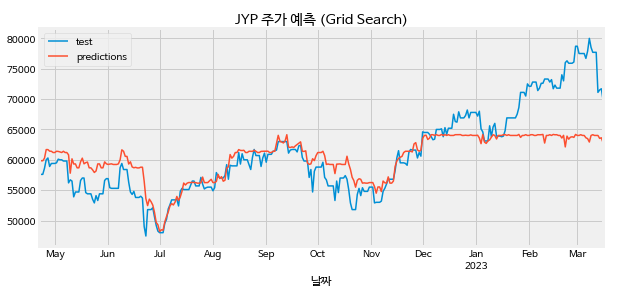 JYP 주가 예측 (Grid Search)
test
predictions
80000
75000
70000
65000
60000
55000
50000
May Jun Jul Aug Sep Oct Nov Dec Jan Feb Mar
2023
날짜